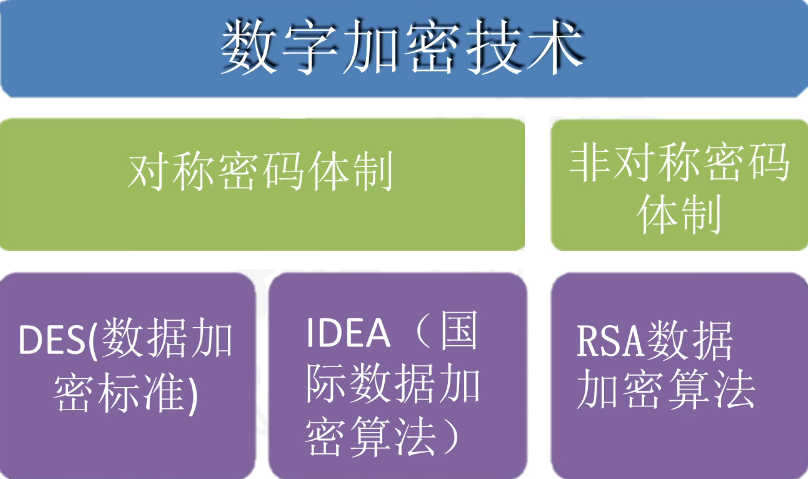 数字加密技术
对称密码体制
非对称密码
体制
DES(数据加
密标准)
IDEA（国
际数据加
密算法）
RSA数据
加密算法